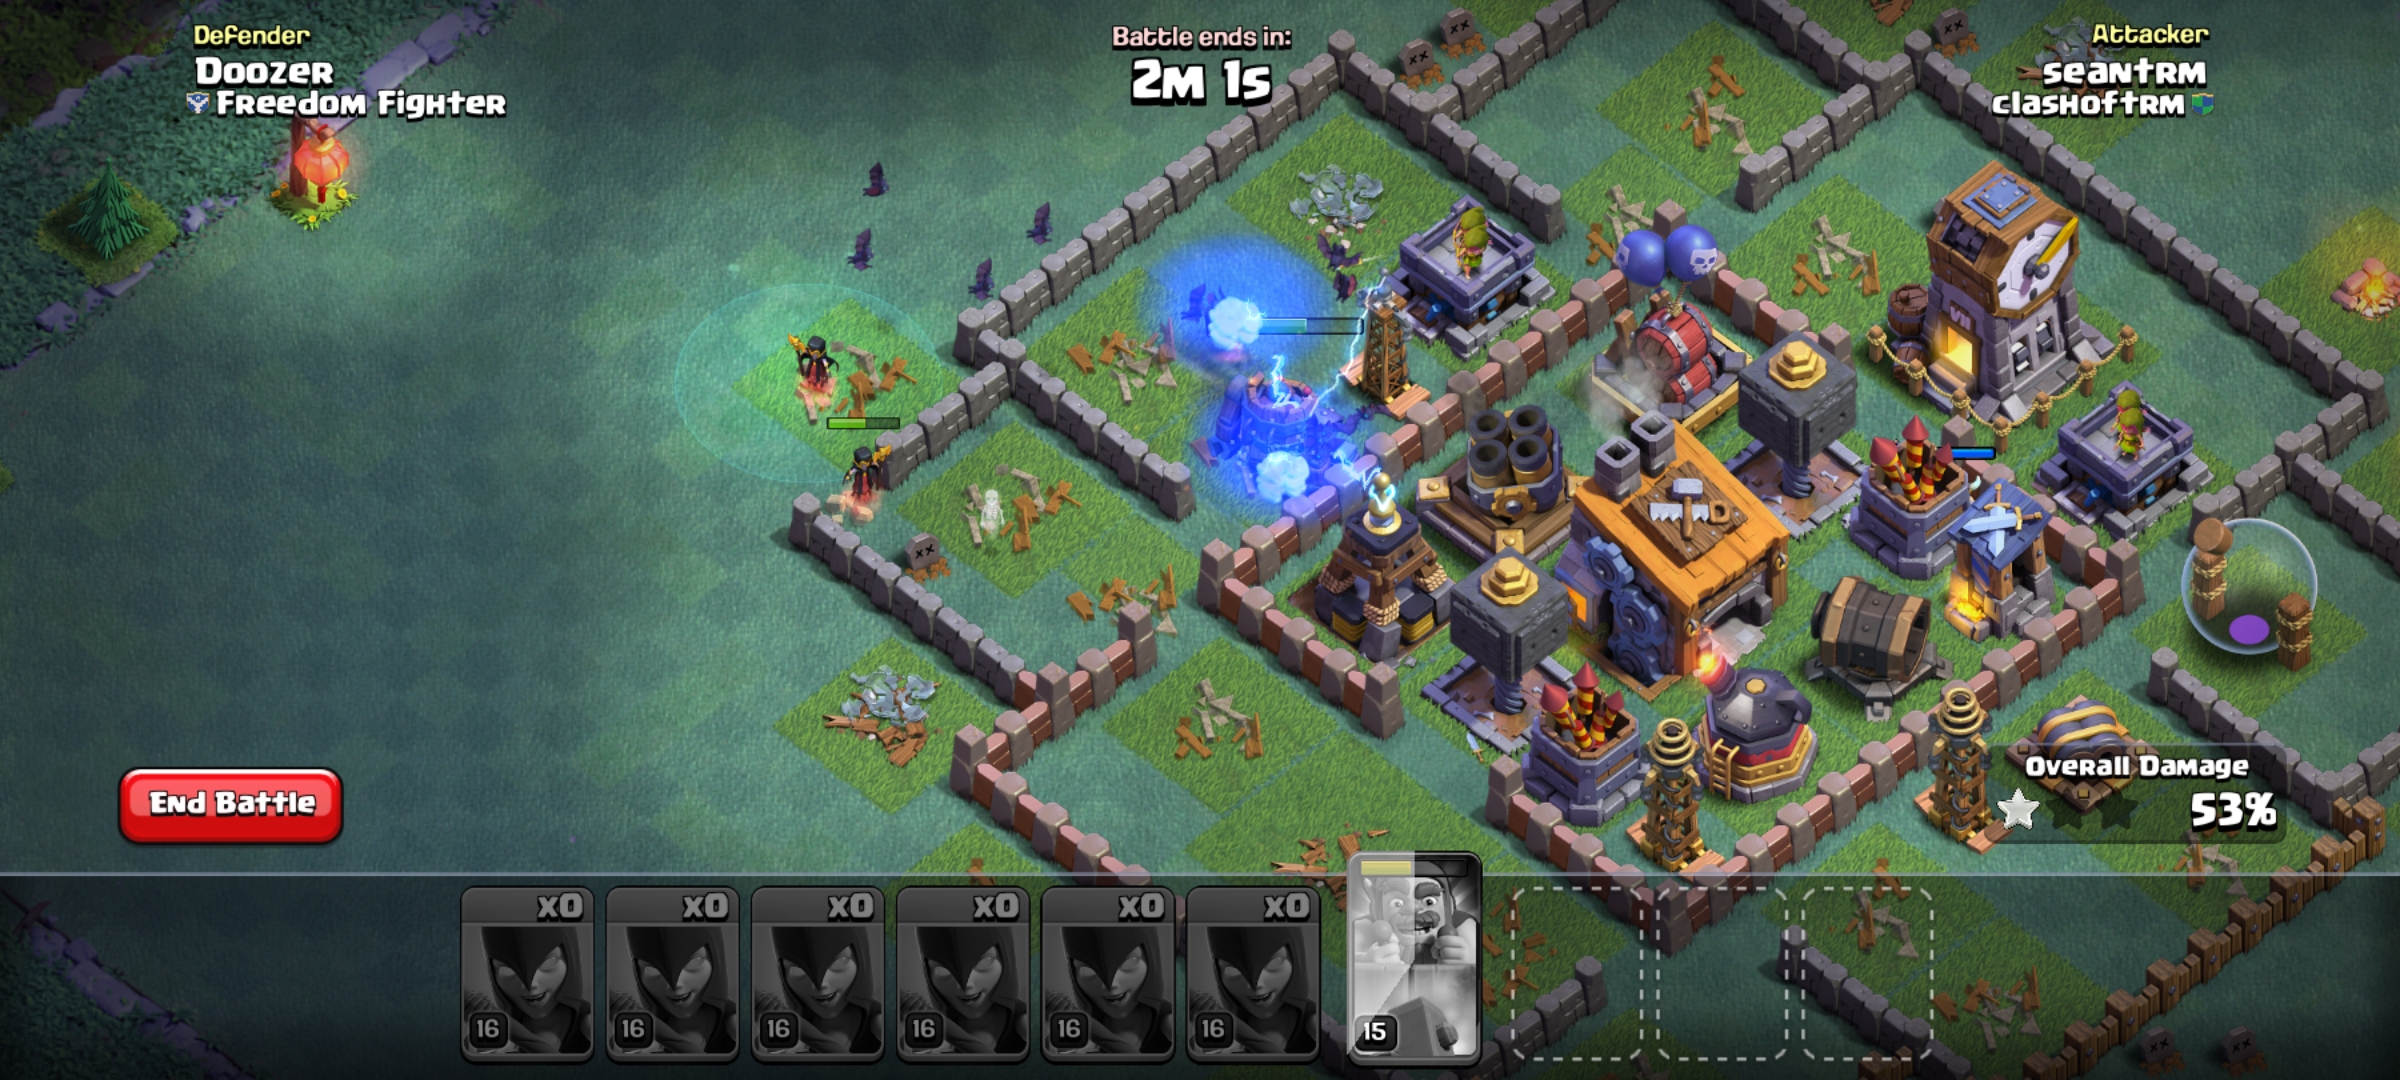 Defender
Doozer
Freedom Fighter
Battle ends in:
2M 1s
Attacker
seantrm
clashoftrm
VII
End Battle
Overall Damage
53%
x0
x0
x0
x0
x0
x0
16
16
16
16
16
16
15